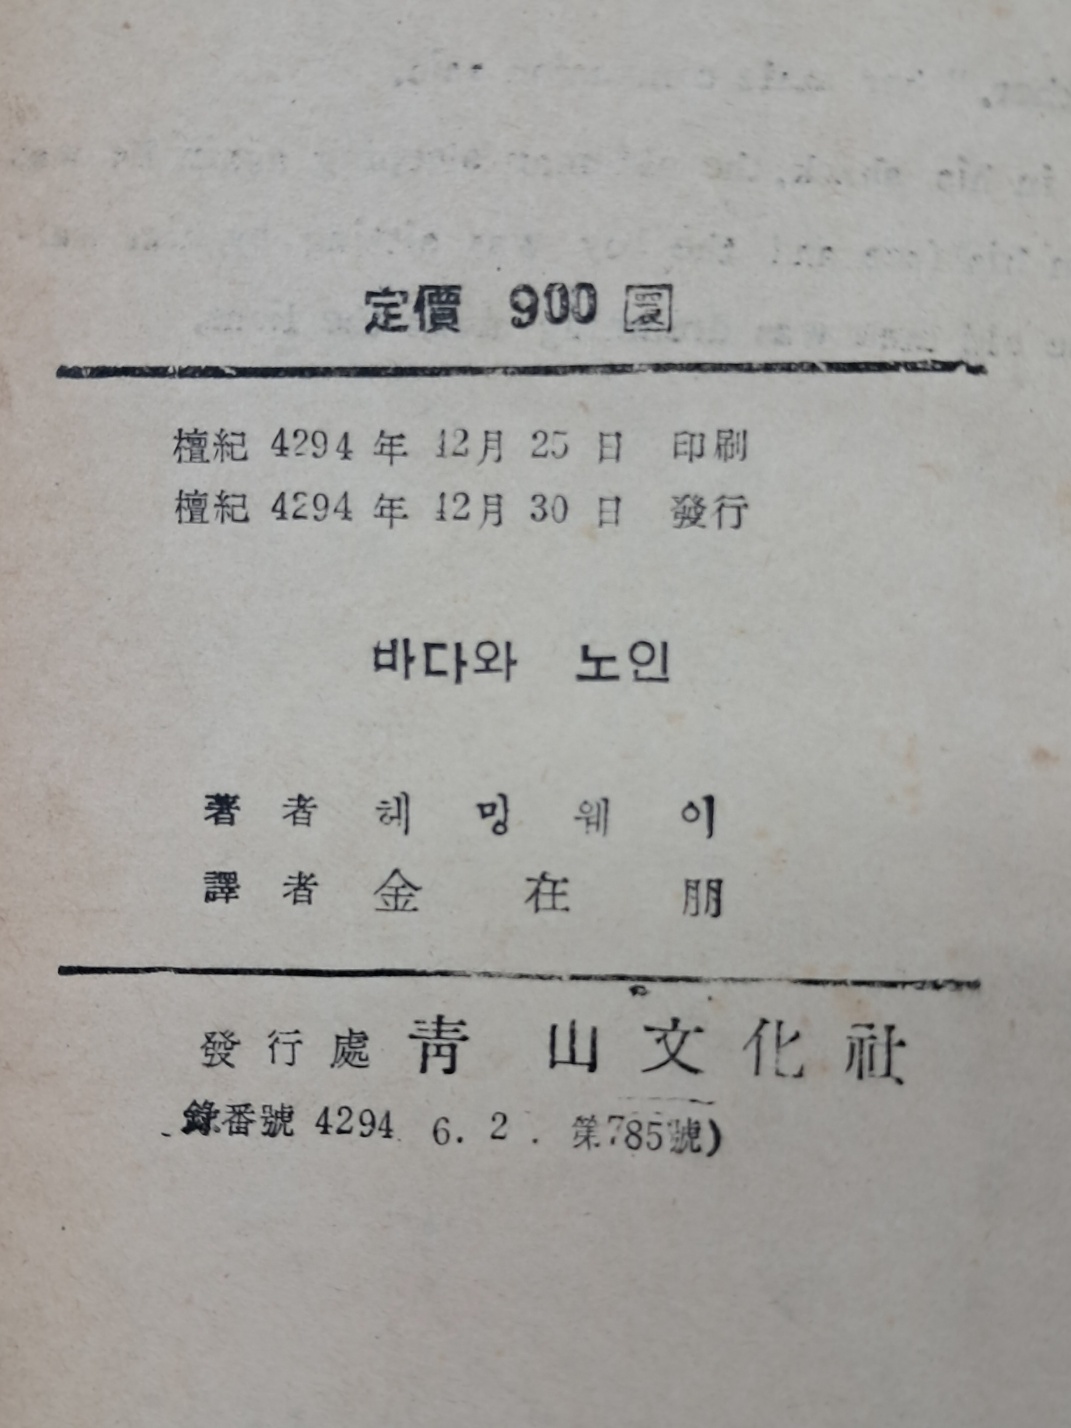 定價 900 圜
檀紀 4294 年 12月 25 日 印刷
檀紀 4294 年 12月 30 日 發行
바다와 노인
著 者 헤 밍 웨 이
譯 者 金 在 朋
發 行 處 靑 山 文 化 社
錄番號 4294. 6. 2. 第785號)